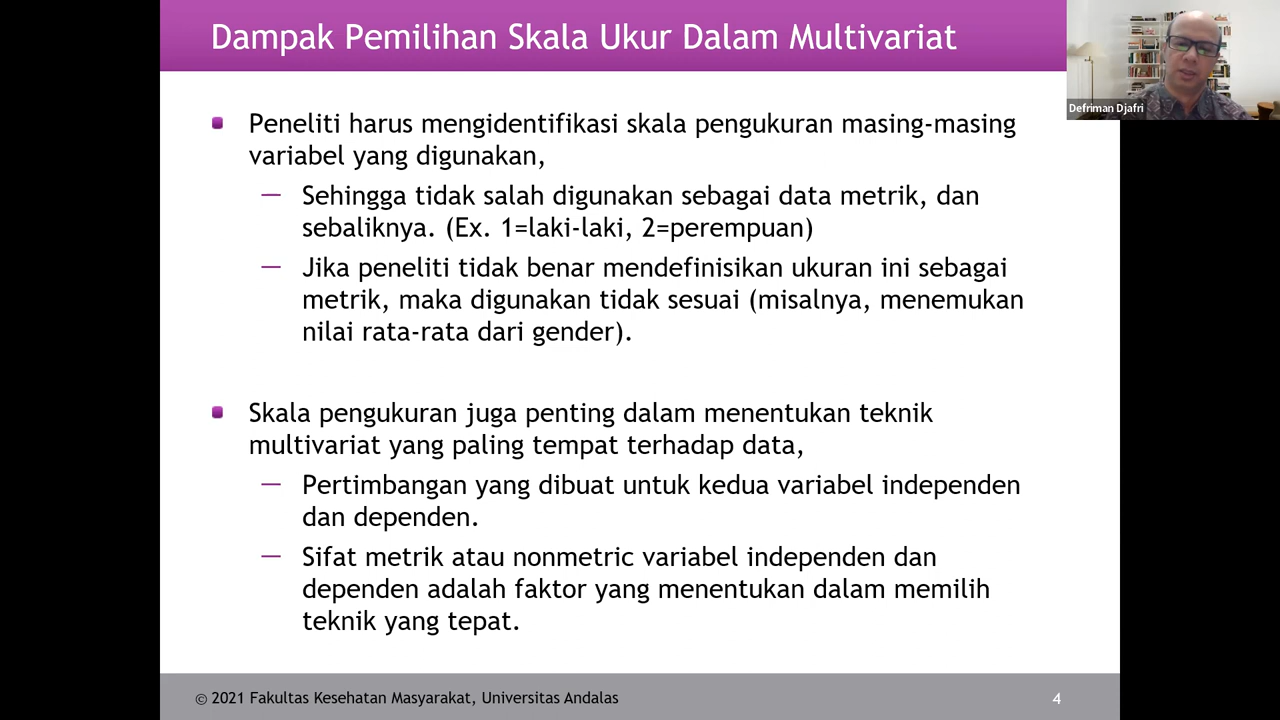 Dampak Pemilihan Skala Ukur Dalam Multivariat
Defriman Djafri
Peneliti harus mengidentifikasi skala pengukuran masing-masing
variabel yang digunakan,
— Sehingga tidak salah digunakan sebagai data metrik, dan
sebaliknya. (Ex. 1=laki-laki, 2=perempuan)
— Jika peneliti tidak benar mendefinisikan ukuran ini sebagai
metrik, maka digunakan tidak sesuai (misalnya, menemukan
nilai rata-rata dari gender).
Skala pengukuran juga penting dalam menentukan teknik
multivariat yang paling tempat terhadap data,
— Pertimbangan yang dibuat untuk kedua variabel independen
dan dependen.
— Sifat metrik atau nonmetric variabel independen dan
dependen adalah faktor yang menentukan dalam memilih
teknik yang tepat.
© 2021 Fakultas Kesehatan Masyarakat, Universitas Andalas
4